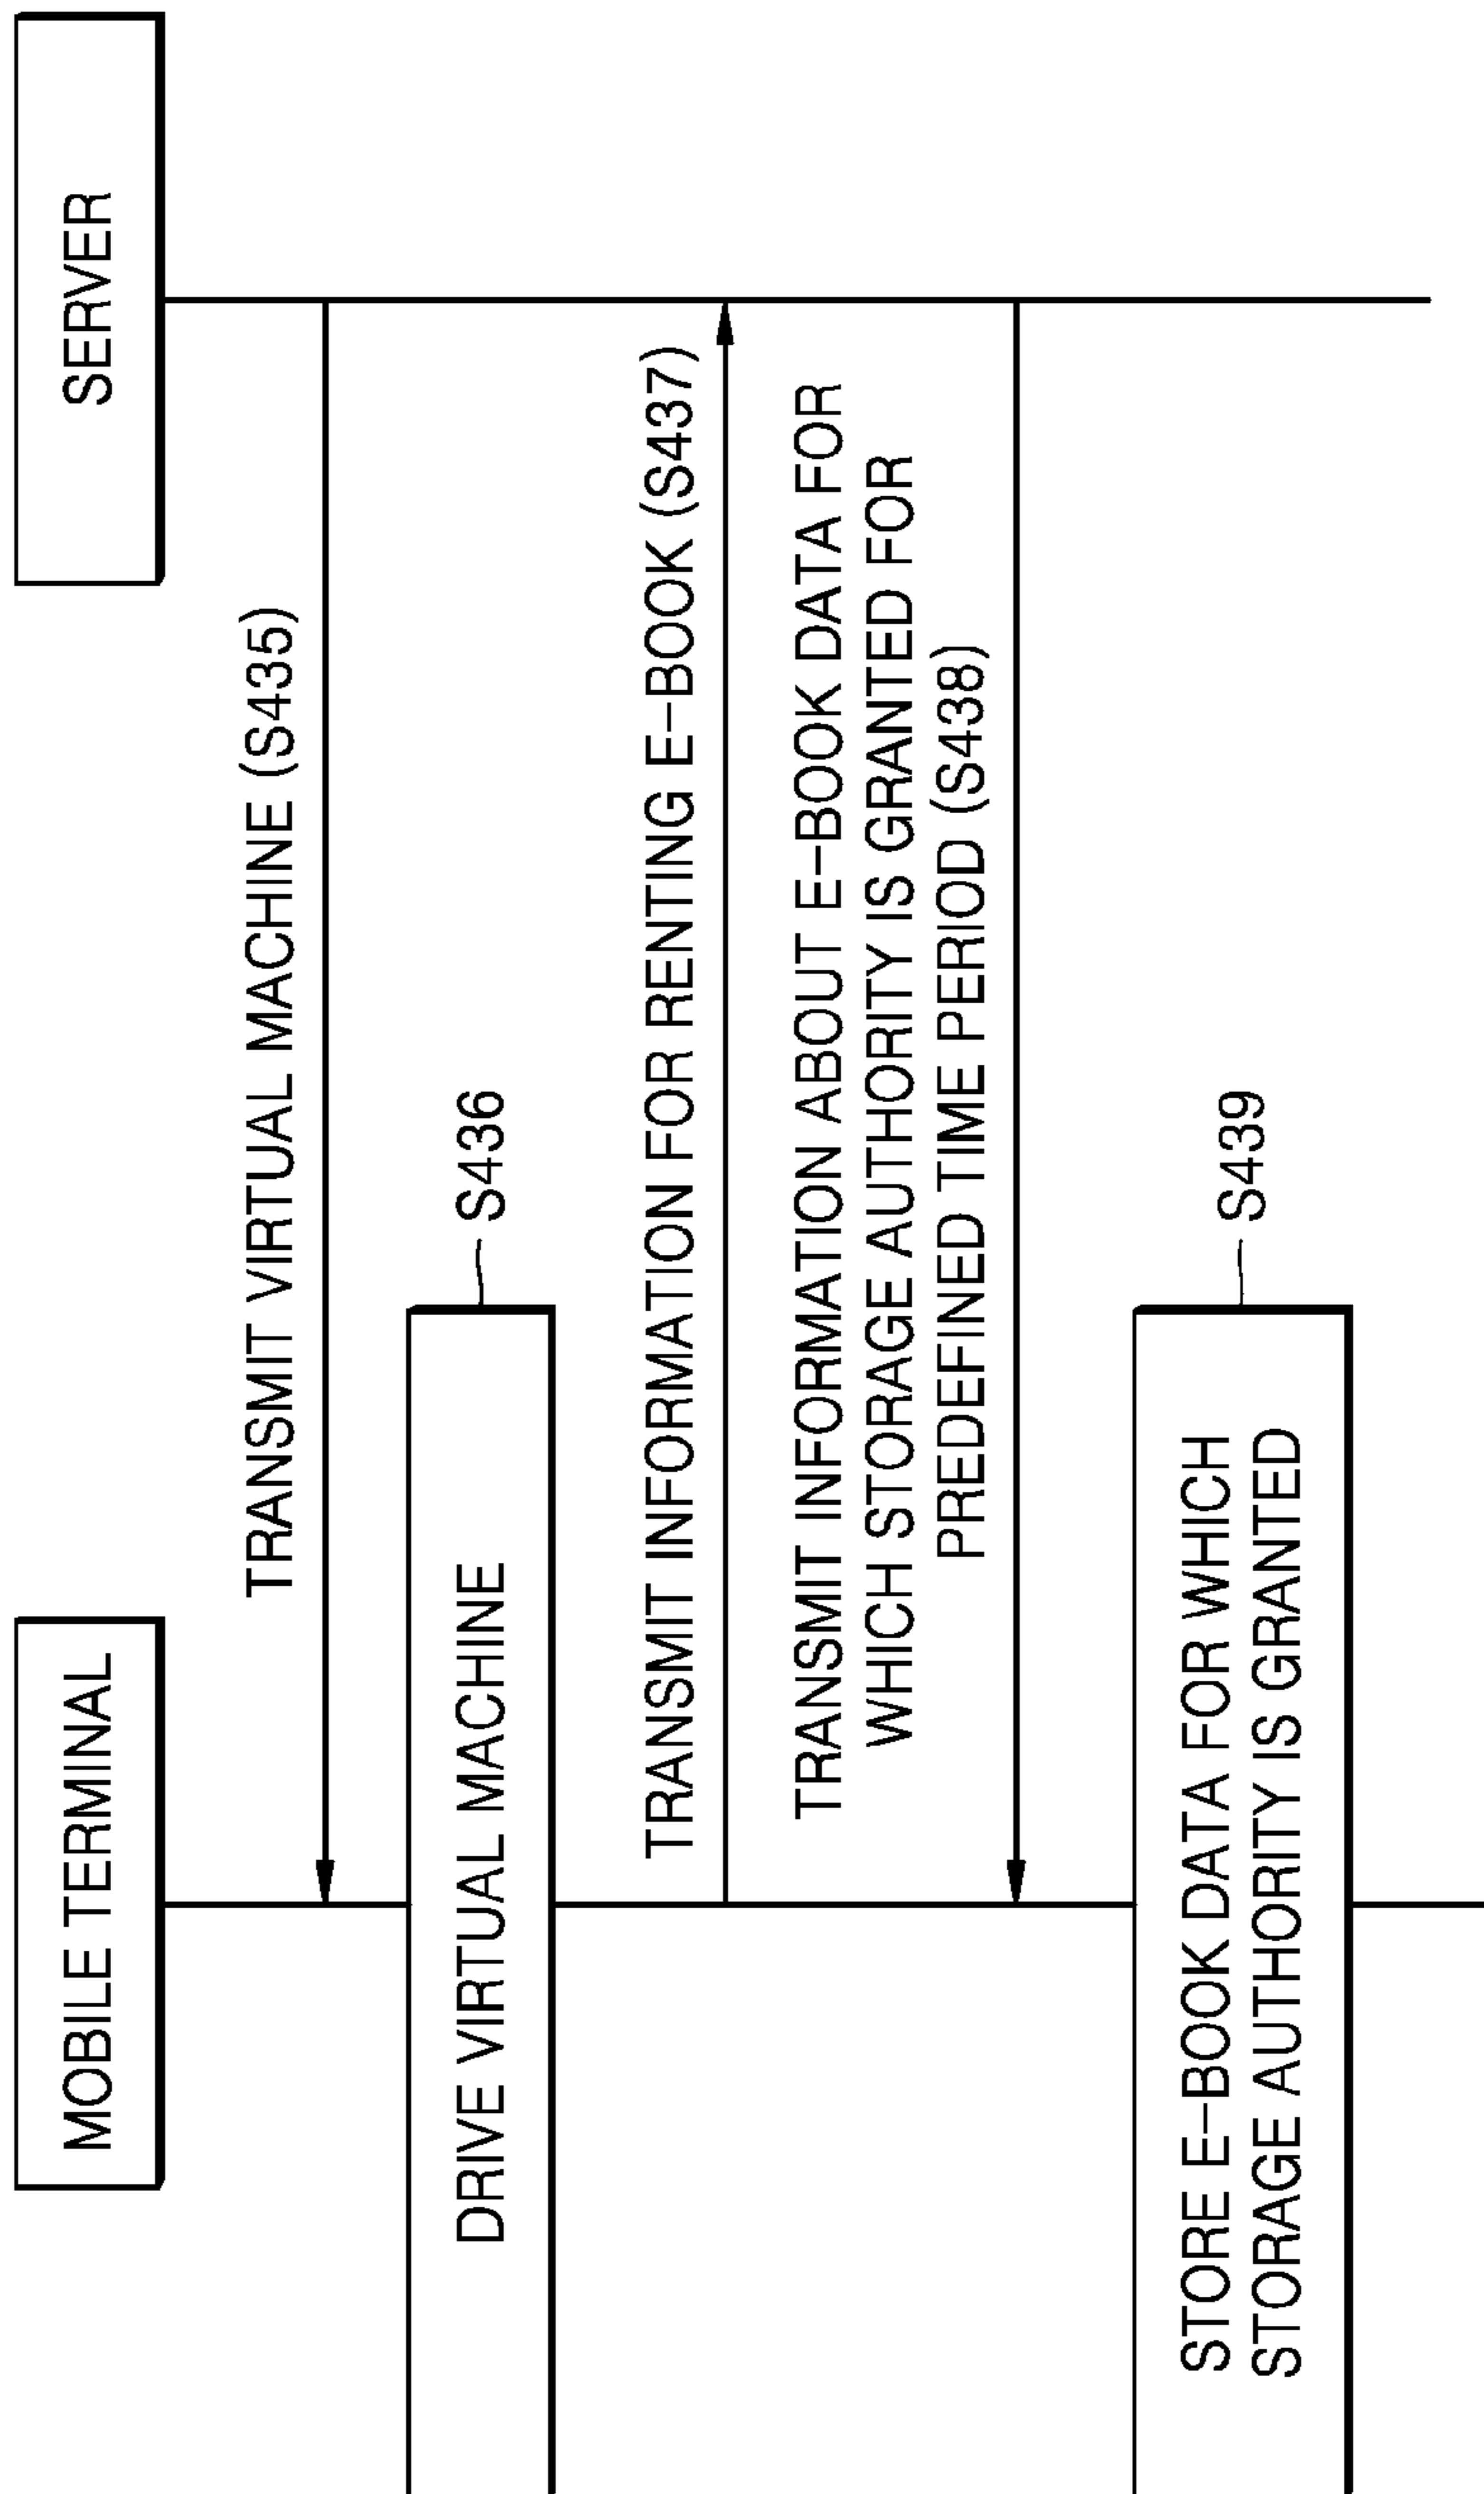 MOBILE TERMINAL
SERVER
TRANSMIT VIRTUAL MACHINE (S435)
DRIVE VIRTUAL MACHINE
S436
TRANSMIT INFORMATION FOR RENTING E-BOOK (S437)
TRANSMIT INFORMATION ABOUT E-BOOK DATA FOR
WHICH STORAGE AUTHORITY IS GRANTED FOR
PREDEFINED TIME PERIOD (S438)
STORE E-BOOK DATA FOR WHICH
STORAGE AUTHORITY IS GRANTED
S439